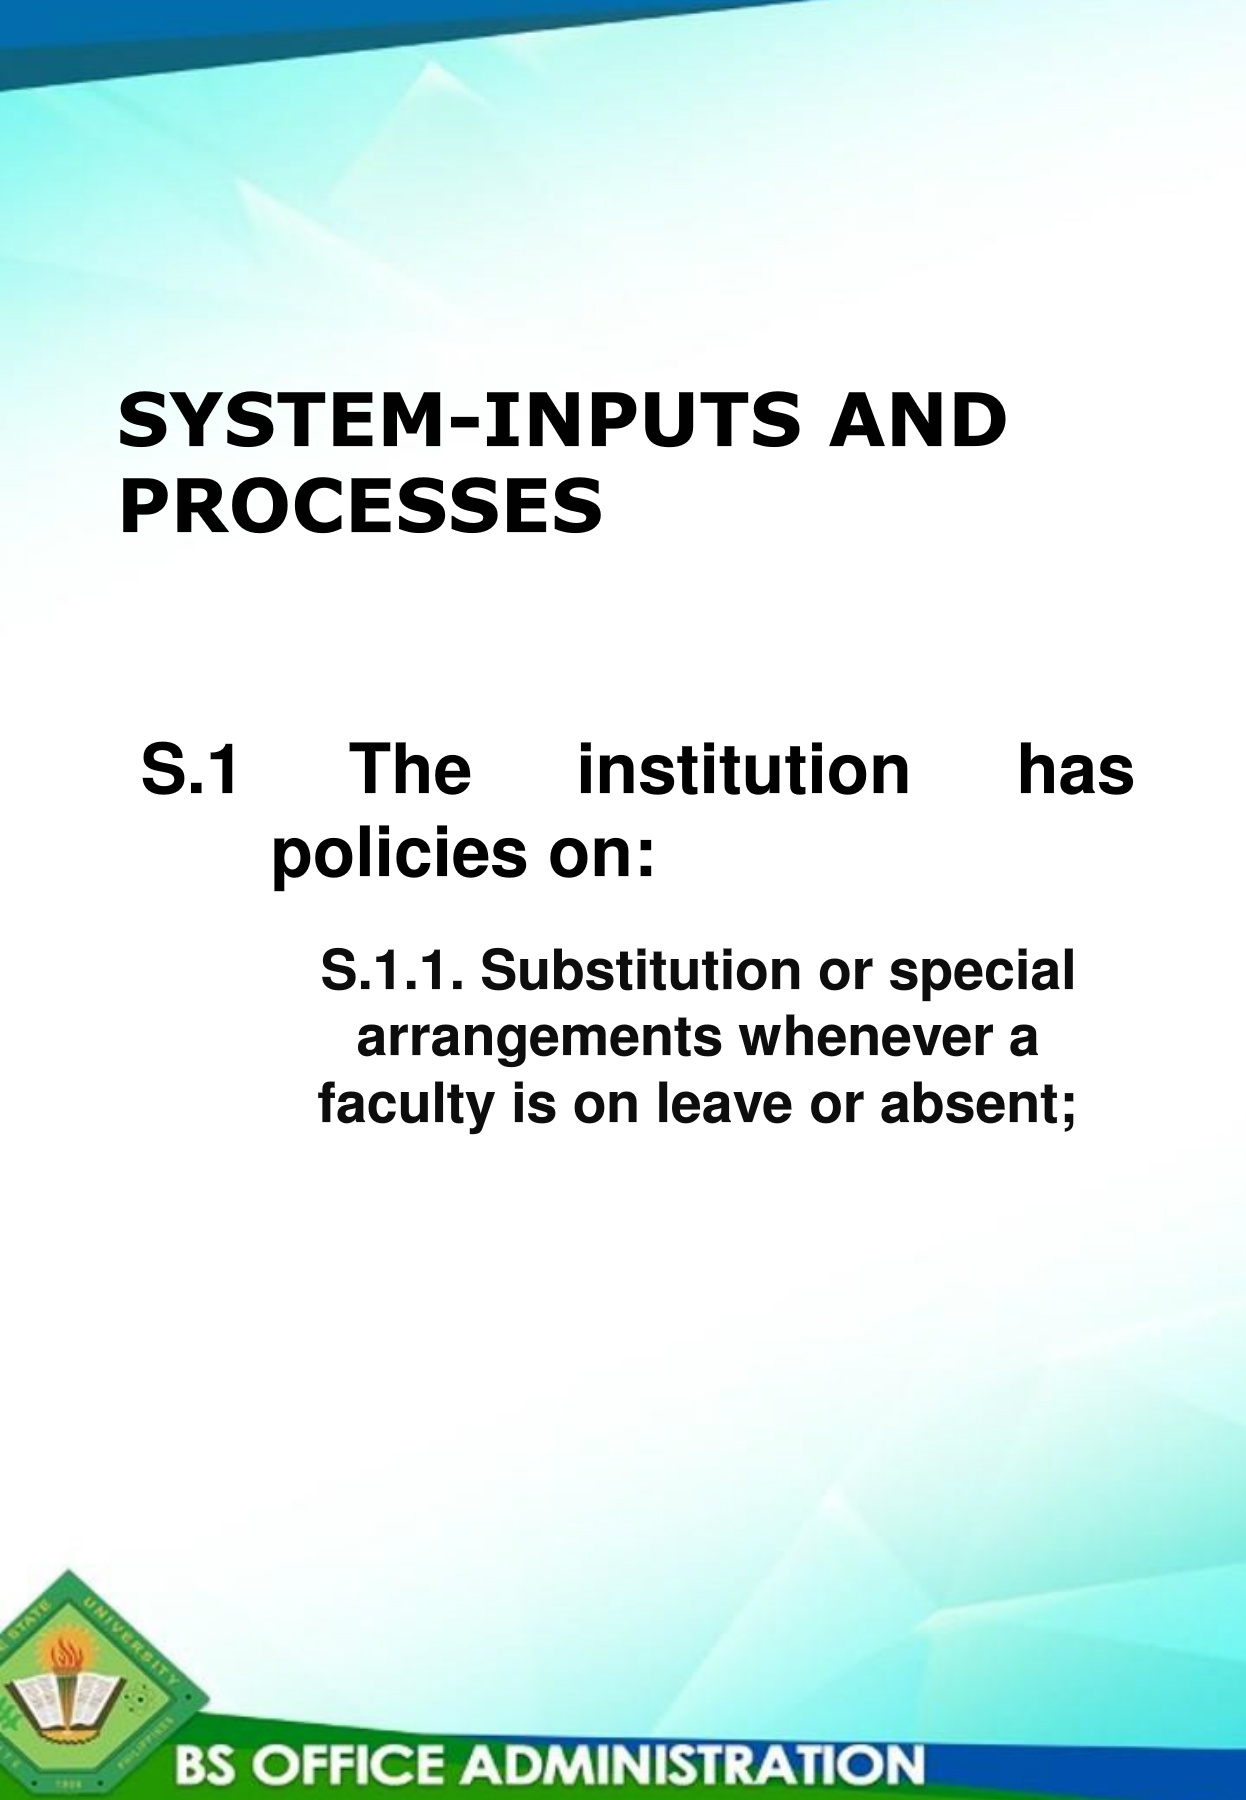 SYSTEM-INPUTS AND
PROCESSES
S.1 The institution has
policies on:
S.1.1. Substitution or special
arrangements whenever a
faculty is on leave or absent;
STATE UNIVERSITY
PHILIPPINES
BS OFFICE ADMINISTRATION